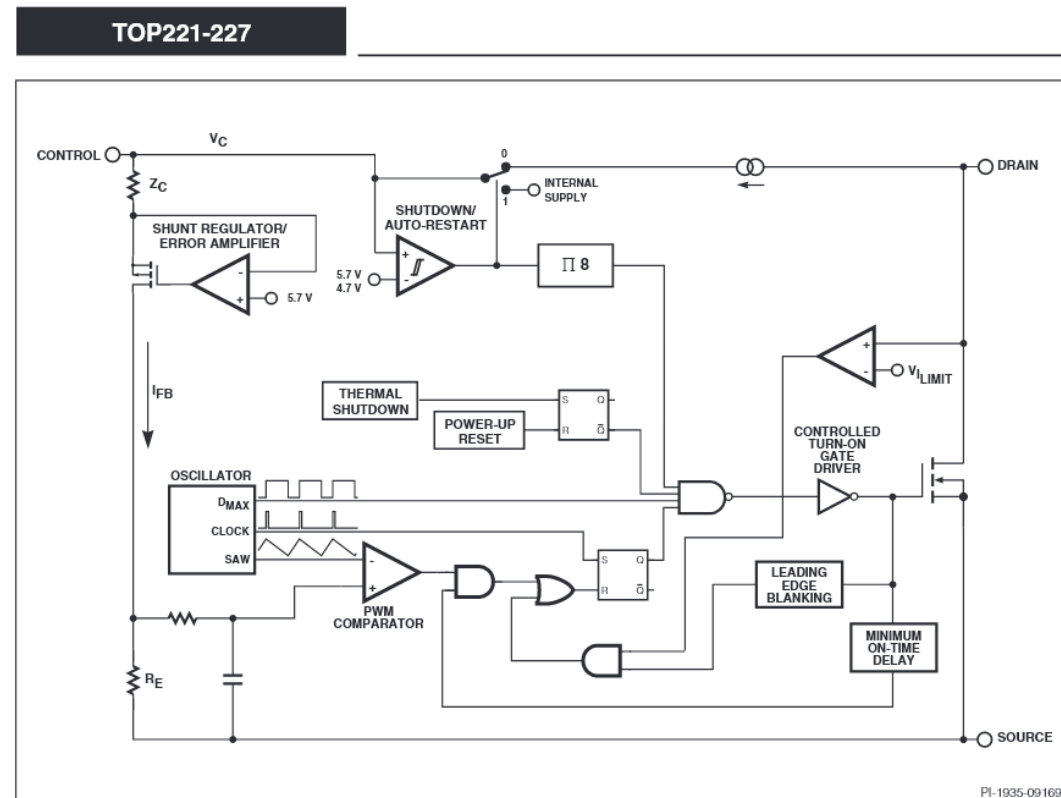 TOP221-227
VC
CONTROL
ZC
0
DRAIN
INTERNAL
SUPPLY
1
SHUTDOWN/
AUTO-RESTART
SHUNT REGULATOR/
ERROR AMPLIFIER
-
+
5.7 V
+
-
5.7 V
4.7 V
∏ 8
+
-
VILIMIT
IFB
THERMAL
SHUTDOWN
POWER-UP
RESET
S Q
R Q̅
CONTROLLED
TURN-ON
GATE
DRIVER
OSCILLATOR
DMAX
CLOCK
SAW
-
+
PWM
COMPARATOR
S Q
R Q̅
LEADING
EDGE
BLANKING
MINIMUM
ON-TIME
DELAY
RE
SOURCE
PI-1935-09169